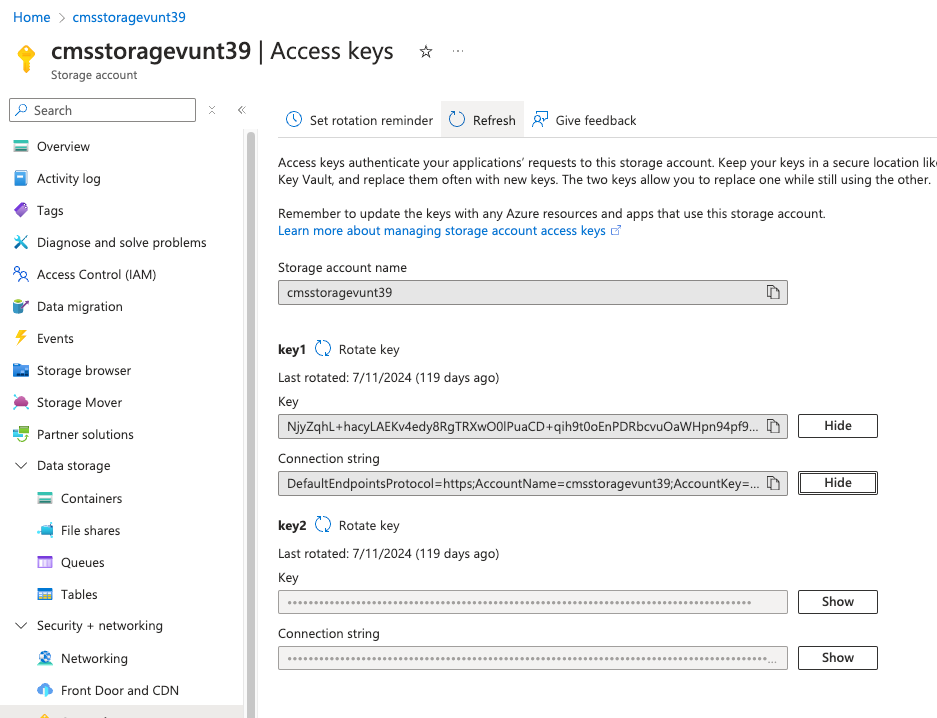 Home > cmsstoragevunt39
cmsstoragevunt39 | Access keys
Storage account
Search
Overview
Activity log
Tags
Diagnose and solve problems
Access Control (IAM)
Data migration
Events
Storage browser
Storage Mover
Partner solutions
Data storage
Containers
File shares
Queues
Tables
Security + networking
Networking
Front Door and CDN
Set rotation reminder
Refresh
Give feedback
Access keys authenticate your applications’ requests to this storage account. Keep your keys in a secure location
Key Vault, and replace them often with new keys. The two keys allow you to replace one while still using the other.
Remember to update the keys with any Azure resources and apps that use this storage account.
Learn more about managing storage account access keys
Storage account name
cmsstoragevunt39
key1 Rotate key
Last rotated: 7/11/2024 (119 days ago)
Key
NjyZqhL+hacyLAEKv4edy8RgTRXwO0lPuaCD+qih9t0oEnPDRbcvuOaWHpn94pf9...
Hide
Connection string
DefaultEndpointsProtocol=https;AccountName=cmsstoragevunt39;AccountKey=...
Hide
key2 Rotate key
Last rotated: 7/11/2024 (119 days ago)
Key
Show
Connection string
Show